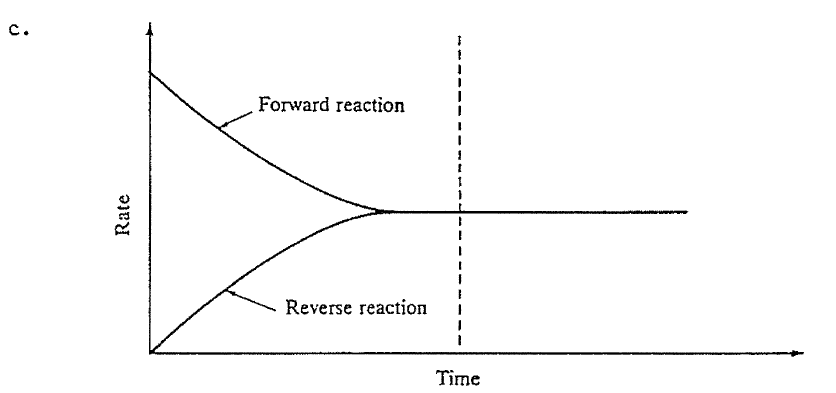 c.
Forward reaction
Rate
Reverse reaction
Time